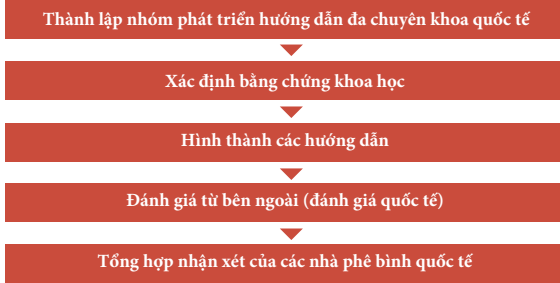 Thành lập nhóm phát triển hướng dẫn đa chuyên khoa quốc tế
Xác định bằng chứng khoa học
Hình thành các hướng dẫn
Đánh giá từ bên ngoài (đánh giá quốc tế)
Tổng hợp nhận xét của các nhà phê bình quốc tế